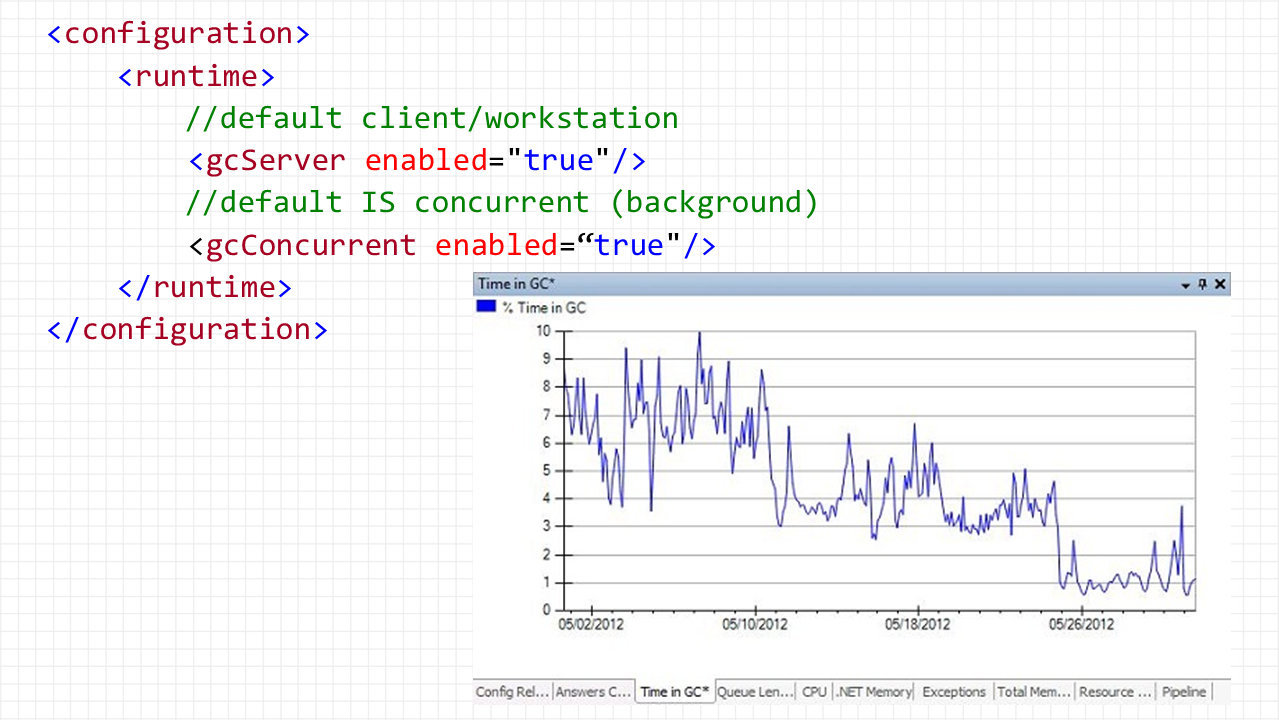 <configuration>
<runtime>
//default client/workstation
<gcServer enabled="true"/>
//default IS concurrent (background)
<gcConcurrent enabled=“true"/>
</runtime>
</configuration>
Time in GC*
% Time in GC
10
9
8
7
6
5
4
3
2
1
0
05/02/2012 05/10/2012 05/18/2012 05/26/2012
Config Rel... Answers C... Time in GC* Queue Len... CPU .NET Memory Exceptions Total Mem... Resource ... Pipeline